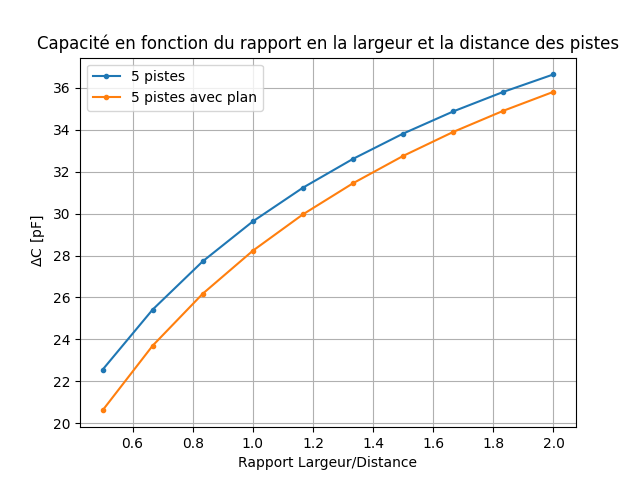 Capacité en fonction du rapport en la largeur et la distance des pistes
5 pistes
5 pistes avec plan
ΔC [pF]
36
34
32
30
28
26
24
22
20
0.6 0.8 1.0 1.2 1.4 1.6 1.8 2.0
Rapport Largeur/Distance